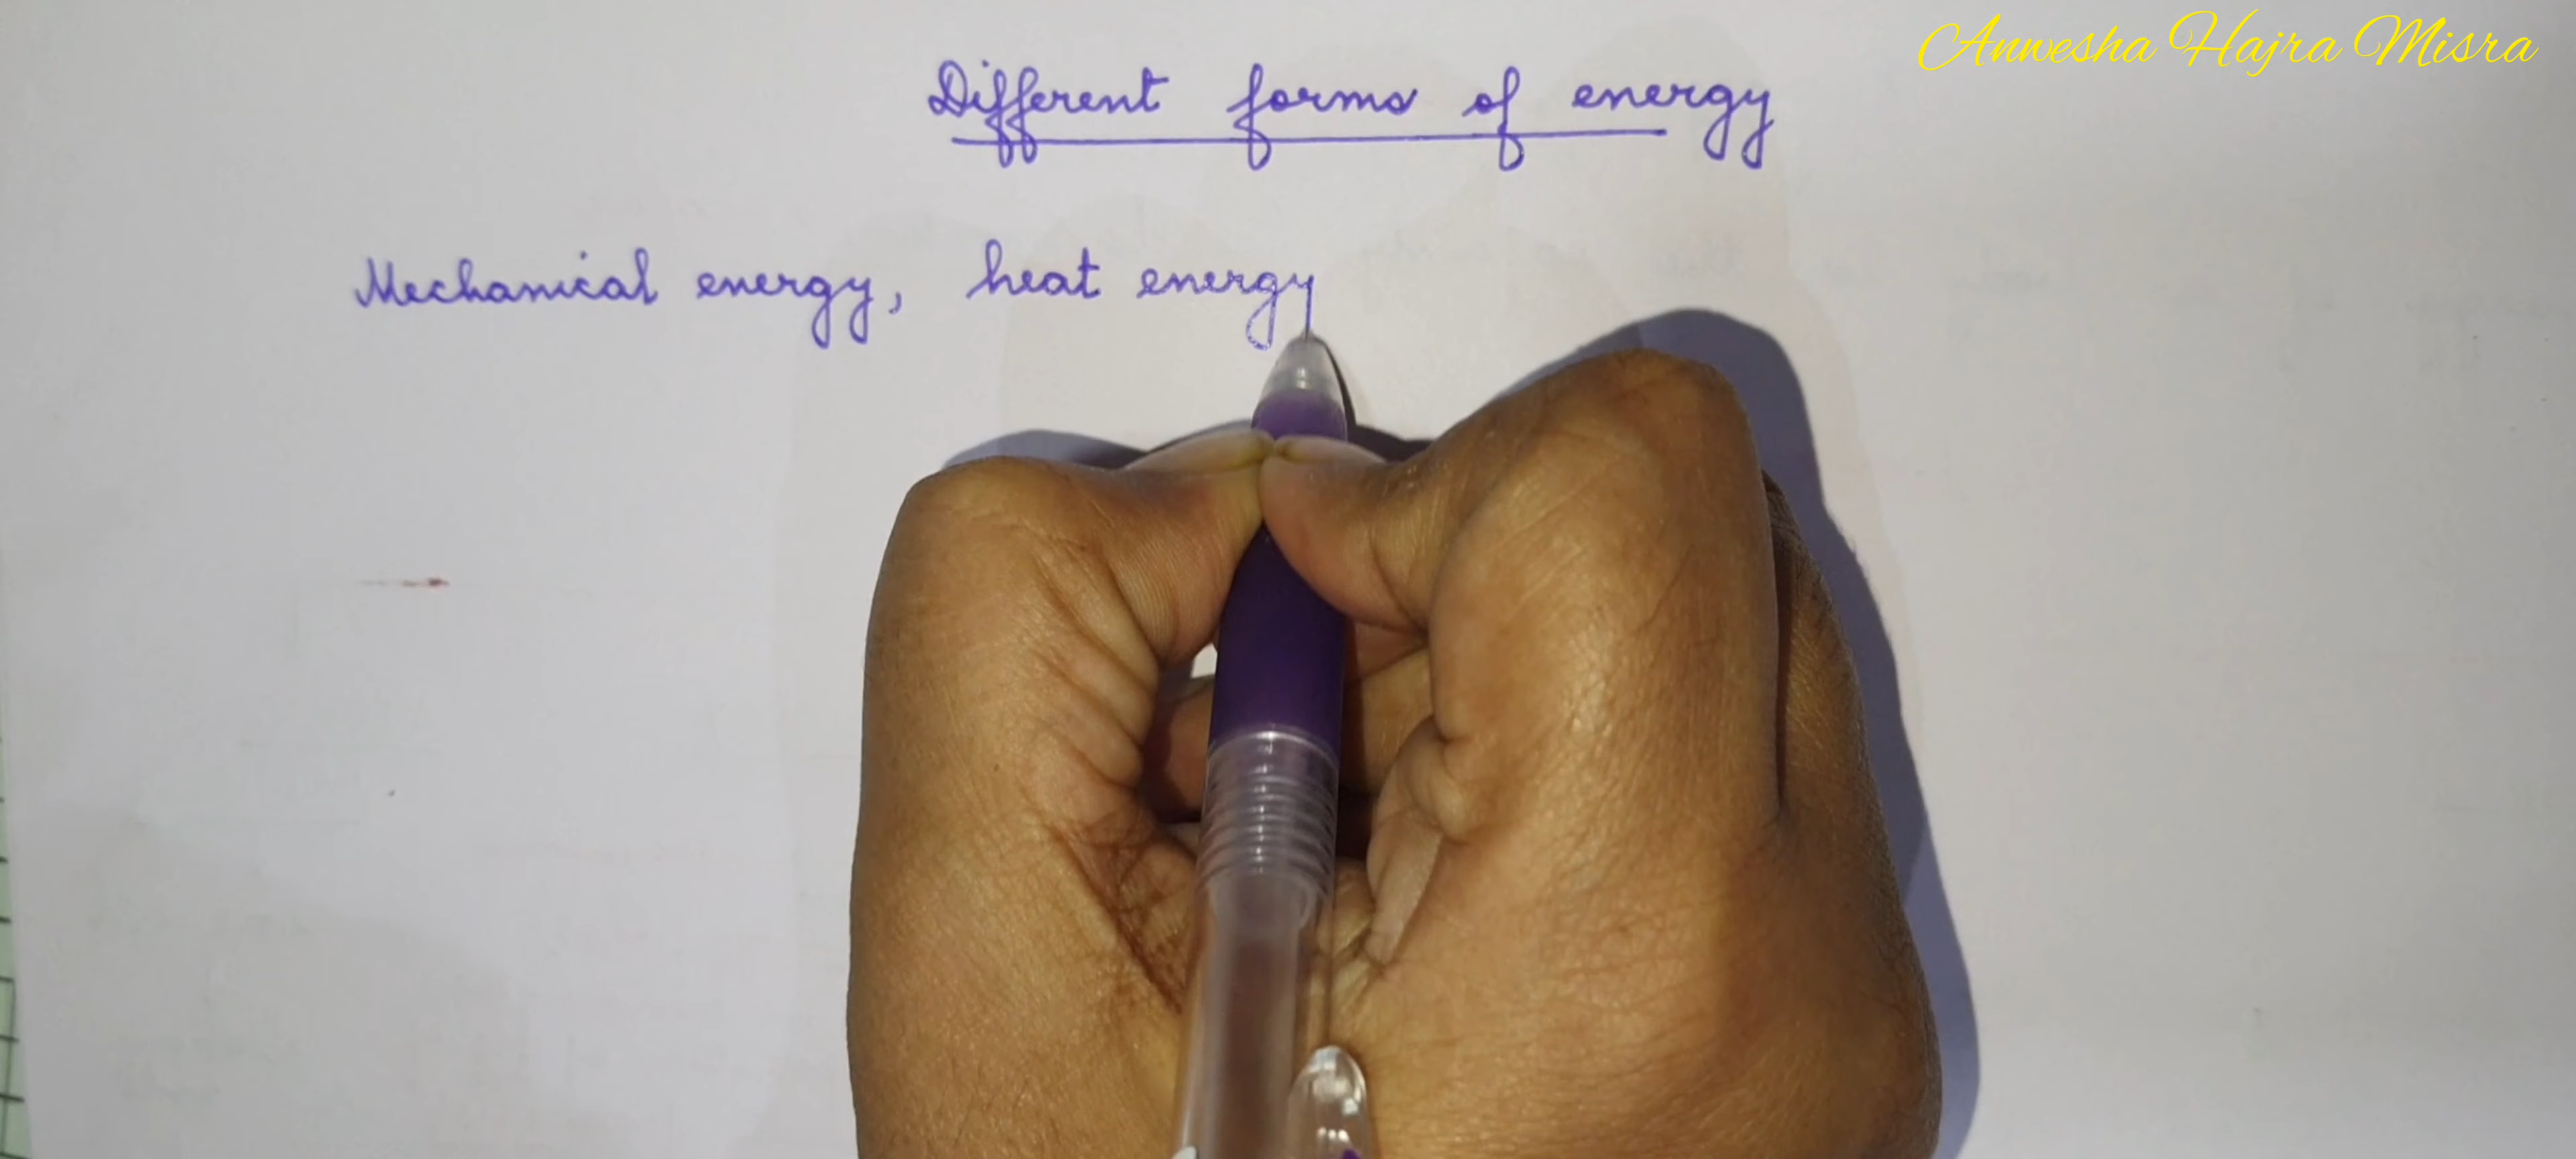 Anwesha Hajra Misra
Different forms of energy
Mechanical energy, heat energy